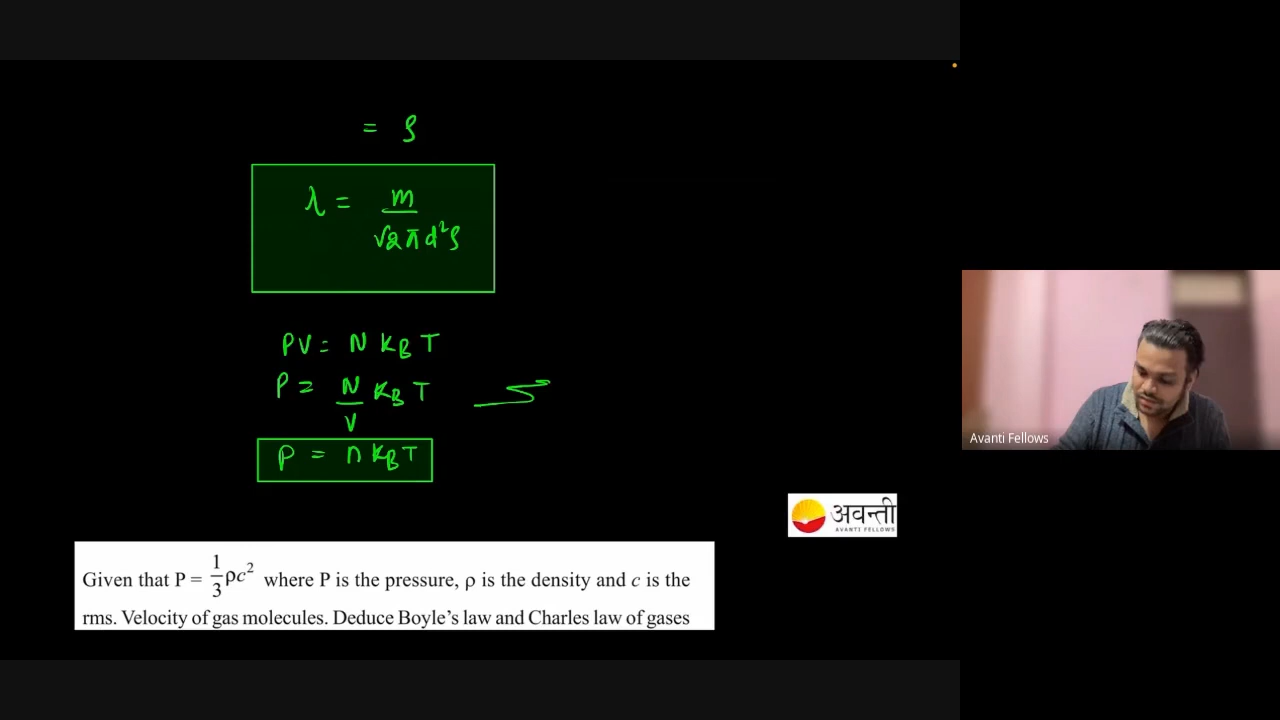 = ρ
λ = m
√2 π d²ρ
PV = N K_B T
P = N K_B T
V
P = n K_B T
Avanti Fellows
अवन्ती
AVANTI FELLOWS
Given that P = 1/3 ρc² where P is the pressure, ρ is the density and c is the
rms. Velocity of gas molecules. Deduce Boyle's law and Charles law of gases